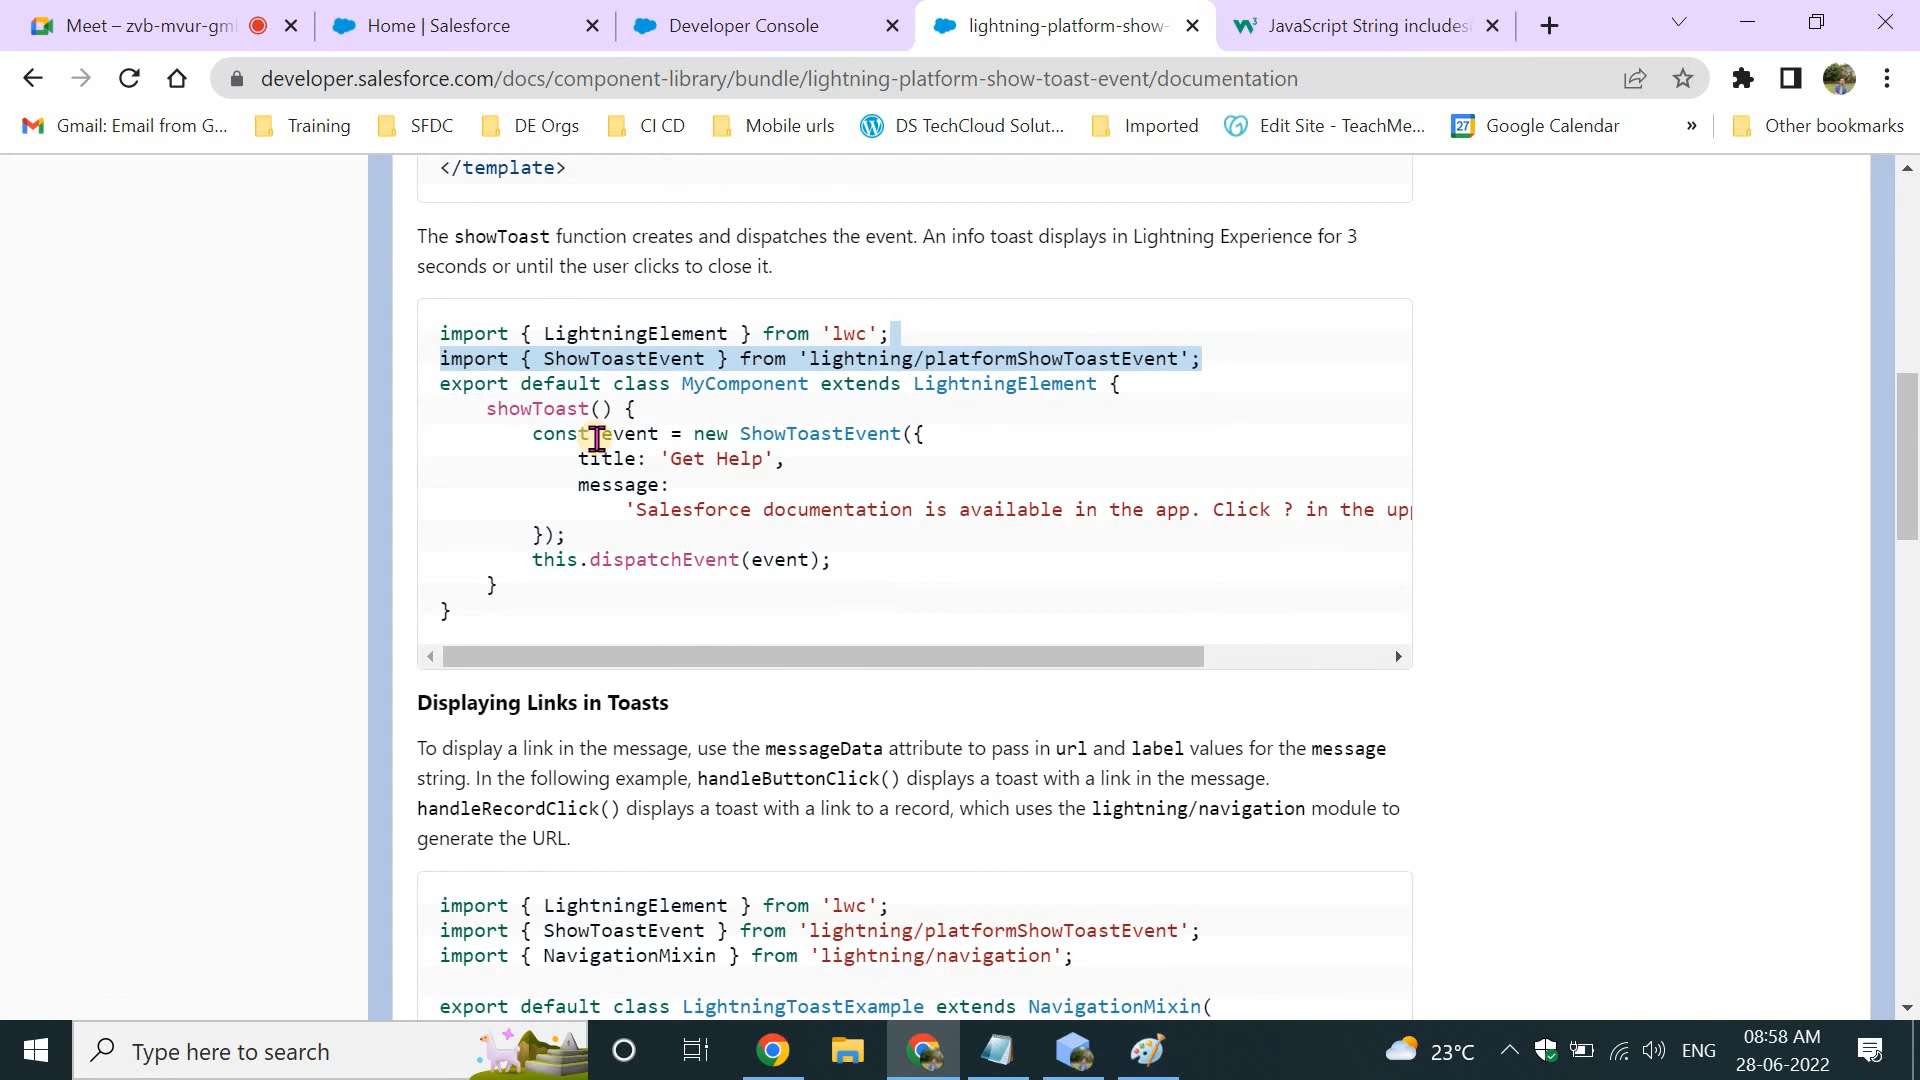 Meet – zvb-mvur-gml
Home | Salesforce
Developer Console
lightning-platform-show-
JavaScript String includes
developer.salesforce.com/docs/component-library/bundle/lightning-platform-show-toast-event/documentation
Gmail: Email from G...
Training
SFDC
DE Orgs
CI CD
Mobile urls
DS TechCloud Solut...
Imported
Edit Site - TeachMe...
27
Google Calendar
»
Other bookmarks
</template>
The showToast function creates and dispatches the event. An info toast displays in Lightning Experience for 3
seconds or until the user clicks to close it.
import { LightningElement } from 'lwc';
import { ShowToastEvent } from 'lightning/platformShowToastEvent';
export default class MyComponent extends LightningElement {
showToast() {
const event = new ShowToastEvent({
title: 'Get Help',
message:
'Salesforce documentation is available in the app. Click ? in the upp
});
this.dispatchEvent(event);
}
}
Displaying Links in Toasts
To display a link in the message, use the messageData attribute to pass in url and label values for the message
string. In the following example, handleButtonClick() displays a toast with a link in the message.
handleRecordClick() displays a toast with a link to a record, which uses the lightning/navigation module to
generate the URL.
import { LightningElement } from 'lwc';
import { ShowToastEvent } from 'lightning/platformShowToastEvent';
import { NavigationMixin } from 'lightning/navigation';
export default class LightningToastExample extends NavigationMixin(
Type here to search
23°C
ENG
08:58 AM
28-06-2022